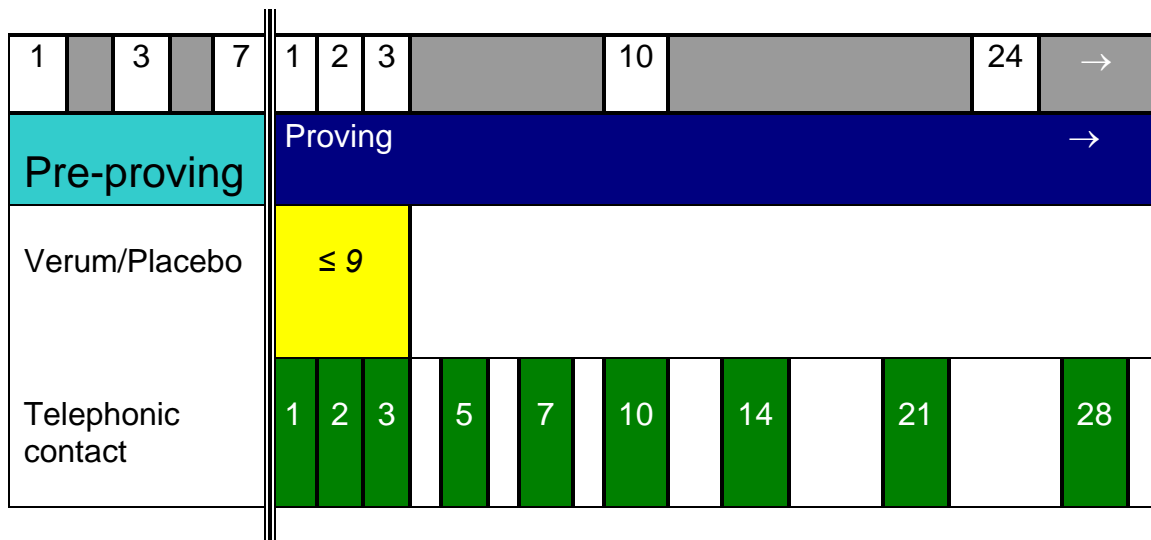 1 3 7 1 2 3 10 24 →
Pre-proving
Proving →
Verum/Placebo
≤ 9
Telephonic
contact
1 2 3 5 7 10 14 21 28